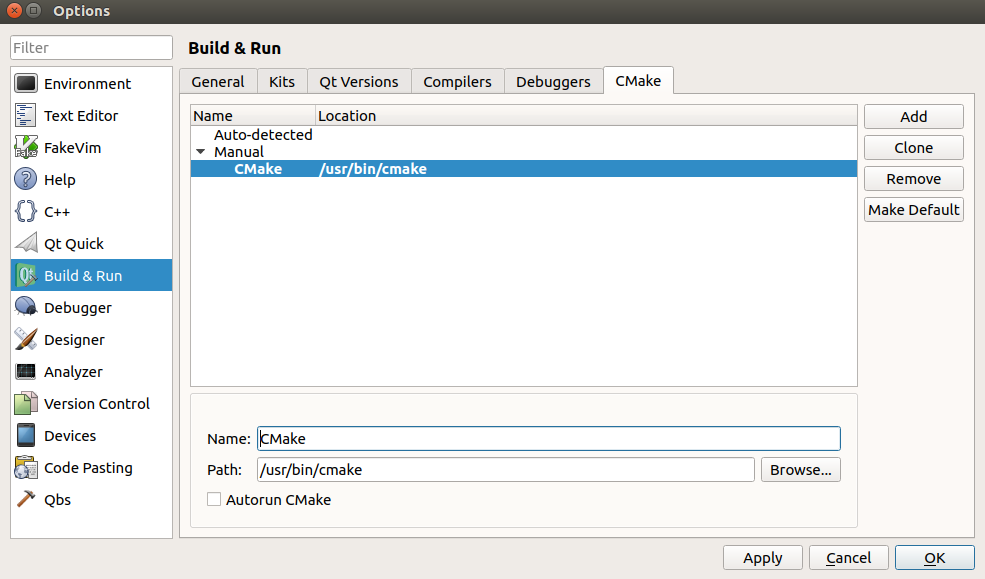 Options
Filter
Environment
Text Editor
FakeVim
Help
C++
Qt Quick
Build & Run
Debugger
Designer
Analyzer
Version Control
Devices
Code Pasting
Qbs
Build & Run
General Kits Qt Versions Compilers Debuggers CMake
Name Location
Auto-detected
Manual
CMake /usr/bin/cmake
Add
Clone
Remove
Make Default
Name: CMake
Path: /usr/bin/cmake Browse...
Autorun CMake
Apply Cancel OK